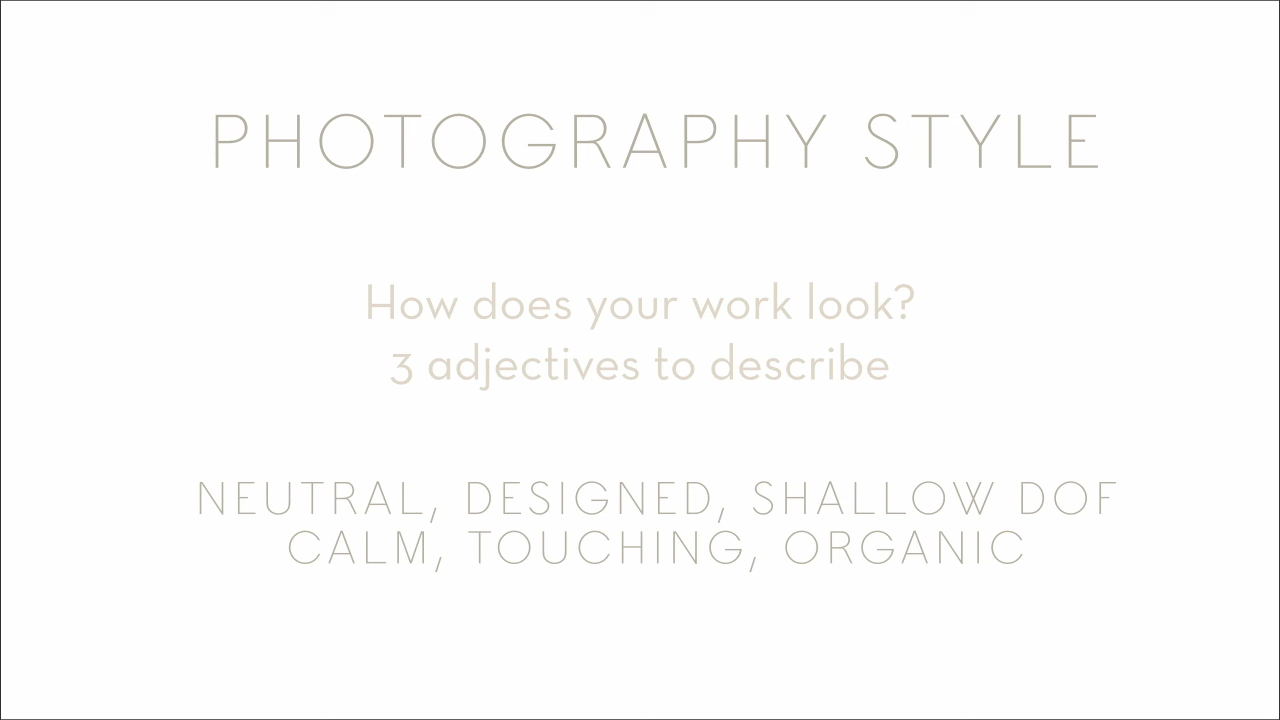 PHOTOGRAPHY STYLE
How does your work look?
3 adjectives to describe
NEUTRAL, DESIGNED, SHALLOW DOF
CALM, TOUCHING, ORGANIC